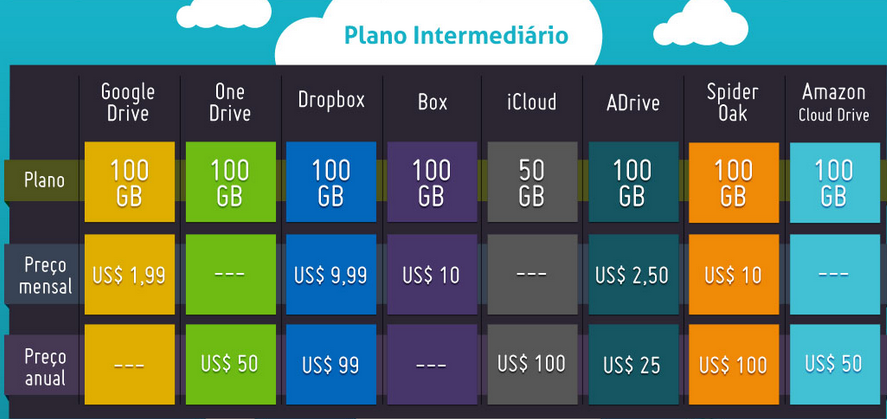 Plano Intermediário
Google Drive One Drive Dropbox Box iCloud ADrive Spider Oak Amazon Cloud Drive
Plano 100 GB 100 GB 100 GB 100 GB 50 GB 100 GB 100 GB 100 GB
Preço mensal US$ 1,99 --- US$ 9,99 US$ 10 --- US$ 2,50 US$ 10 ---
Preço anual --- US$ 50 US$ 99 --- US$ 100 US$ 25 US$ 100 US$ 50